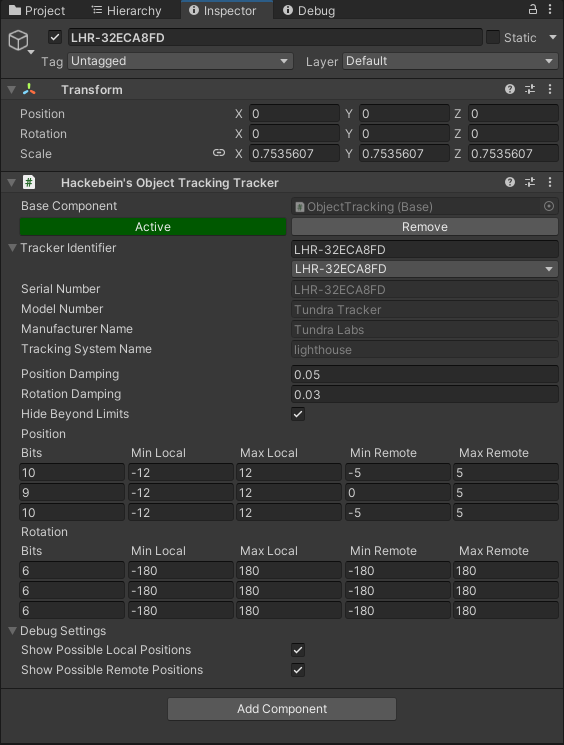 Project Hierarchy Inspector Debug
LHR-32ECA8FD Static
Tag Untagged Layer Default
Transform
Position X 0 Y 0 Z 0
Rotation X 0 Y 0 Z 0
Scale X 0.7535607 Y 0.7535607 Z 0.7535607
# Hackebein's Object Tracking Tracker
Base Component # ObjectTracking (Base)
Active Remove
Tracker Identifier LHR-32ECA8FD
LHR-32ECA8FD
Serial Number LHR-32ECA8FD
Model Number Tundra Tracker
Manufacturer Name Tundra Labs
Tracking System Name lighthouse
Position Damping 0.05
Rotation Damping 0.03
Hide Beyond Limits
Position
Bits Min Local Max Local Min Remote Max Remote
10 -12 12 -5 5
9 -12 12 0 5
10 -12 12 -5 5
Rotation
Bits Min Local Max Local Min Remote Max Remote
6 -180 180 -180 180
6 -180 180 -180 180
6 -180 180 -180 180
Debug Settings
Show Possible Local Positions
Show Possible Remote Positions
Add Component